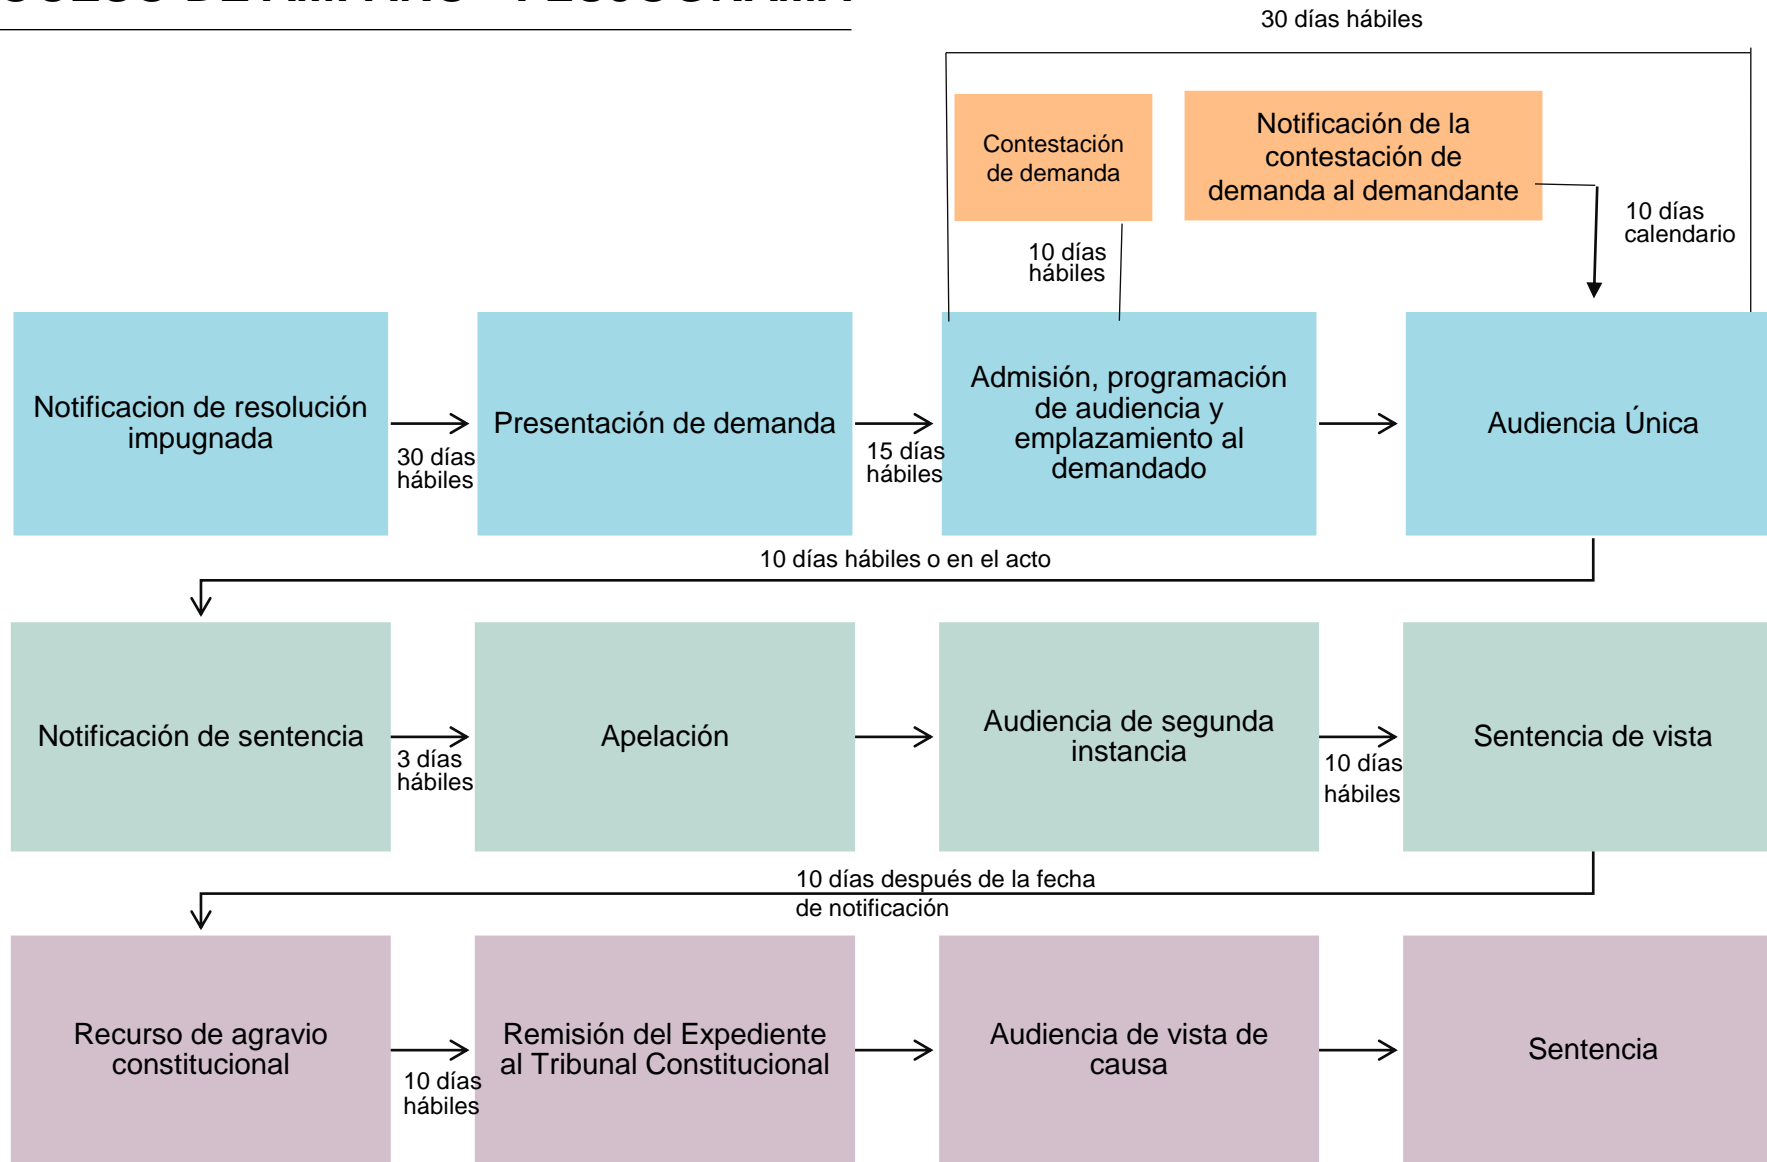 30 días hábiles
Contestación
de demanda
Notificación de la
contestación de
demanda al demandante
10 días
calendario
10 días
hábiles
Notificacion de resolución
impugnada
30 días
hábiles
Presentación de demanda
15 días
hábiles
Admisión, programación
de audiencia y
emplazamiento al
demandado
Audiencia Única
10 días hábiles o en el acto
Notificación de sentencia
3 días
hábiles
Apelación
Audiencia de segunda
instancia
10 días
hábiles
Sentencia de vista
10 días después de la fecha
de notificación
Recurso de agravio
constitucional
10 días
hábiles
Remisión del Expediente
al Tribunal Constitucional
Audiencia de vista de
causa
Sentencia